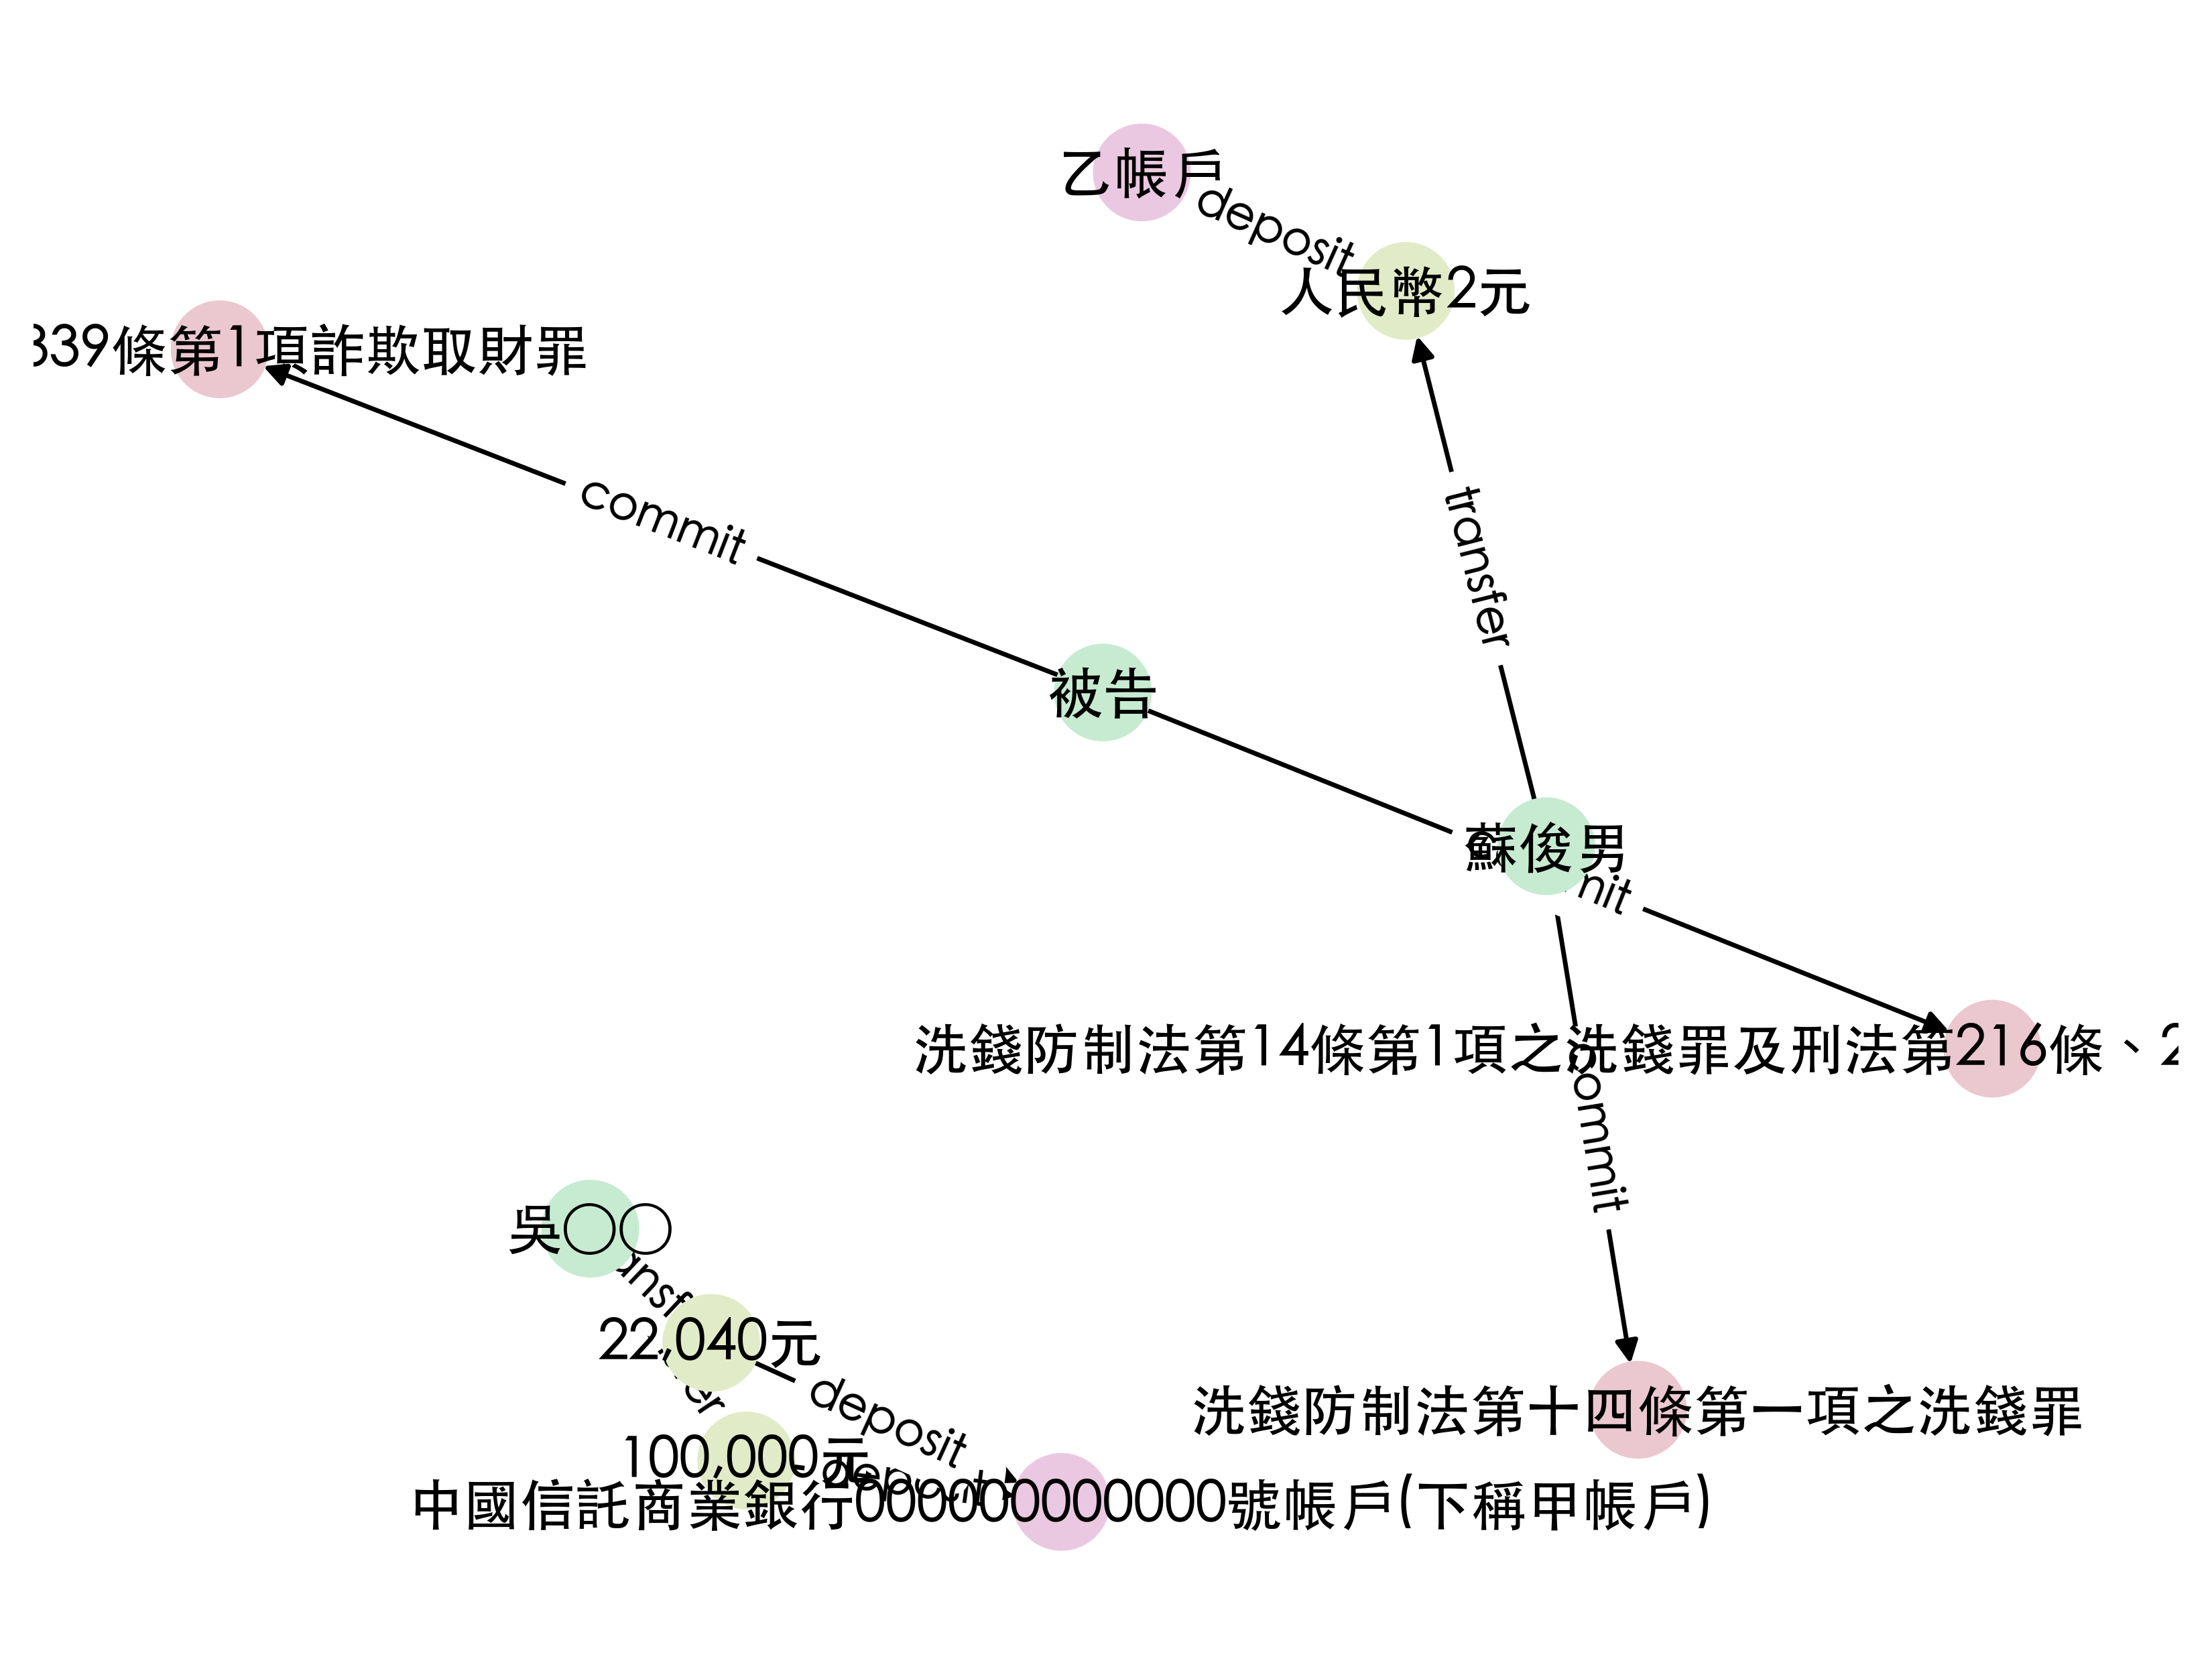 乙帳戶
deposit
人民幣2元
339條第1項詐欺取財罪
commit
transfer
被告
蘇俊男
洗錢防制法第14條第1項之洗錢罪及刑法第216條、2
commit
吳〇〇
22,040元
deposit
洗錢防制法第十四條第一項之洗錢罪
100,000元
中國信託商業銀行000000000000號帳戶(下稱甲帳戶)